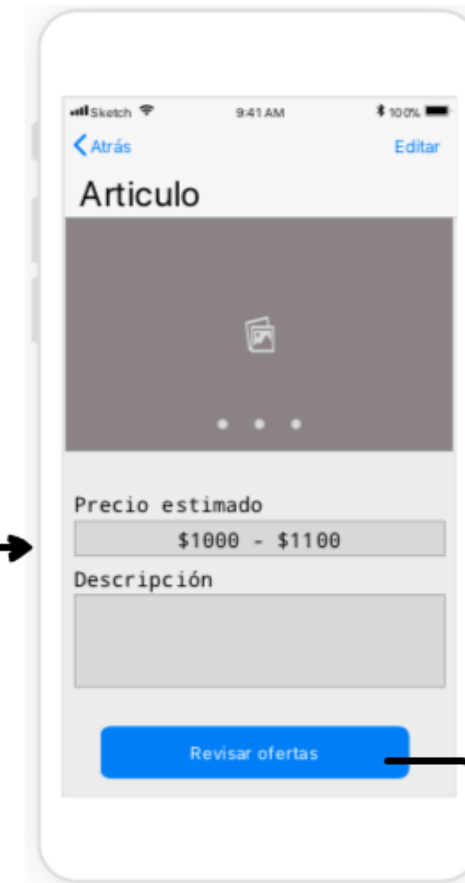 Sketch 9:41 AM 100%
Atrás Editar
Articulo
Precio estimado
$1000 - $1100
Descripción
Revisar ofertas